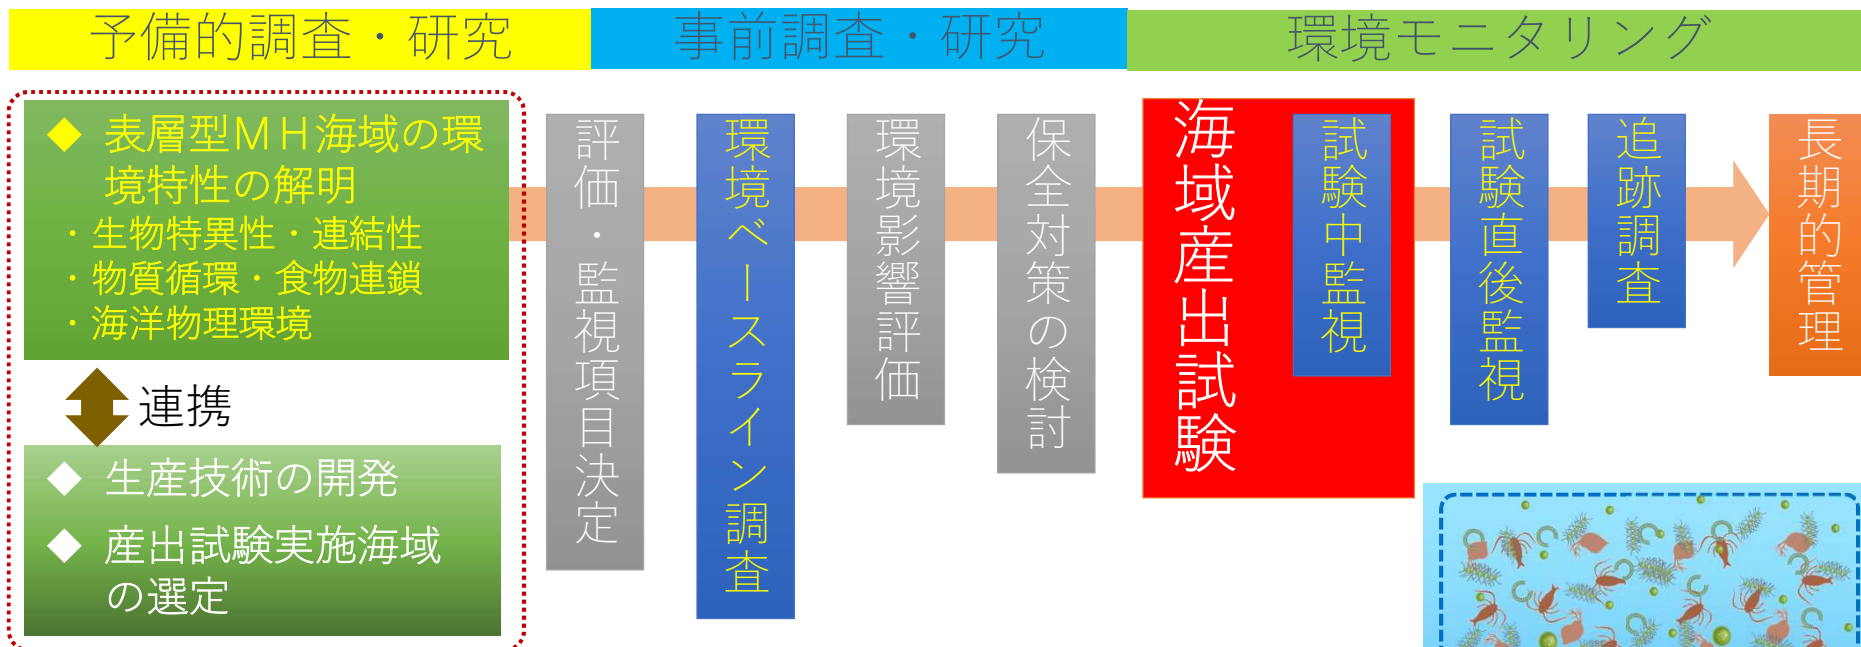 予備的調査・研究
事前調査・研究
環境モニタリング
◆ 表層型ＭＨ海域の環
境特性の解明
・生物特異性・連結性
・物質循環・食物連鎖
・海洋物理環境
連携
◆ 生産技術の開発
◆ 産出試験実施海域
の選定
評価・監視項目決定
環境ベースライン調査
環境影響評価
保全対策の検討
海域産出試験
試験中監視
試験直後監視
追跡調査
長期的管理